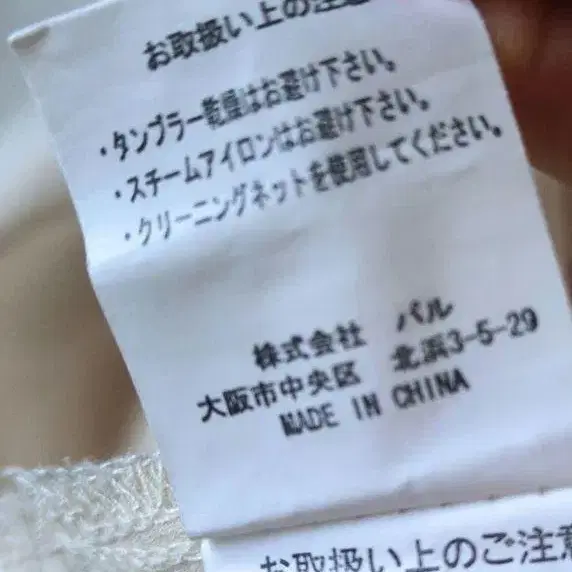 お取扱い上の注意
・タンブラー乾燥はお避け下さい。
・スチームアイロンはお避け下さい。
・クリーニングネットを使用してください。
株式会社 パル
大阪市中央区 北浜3-5-29
MADE IN CHINA
お取扱い上のご注意